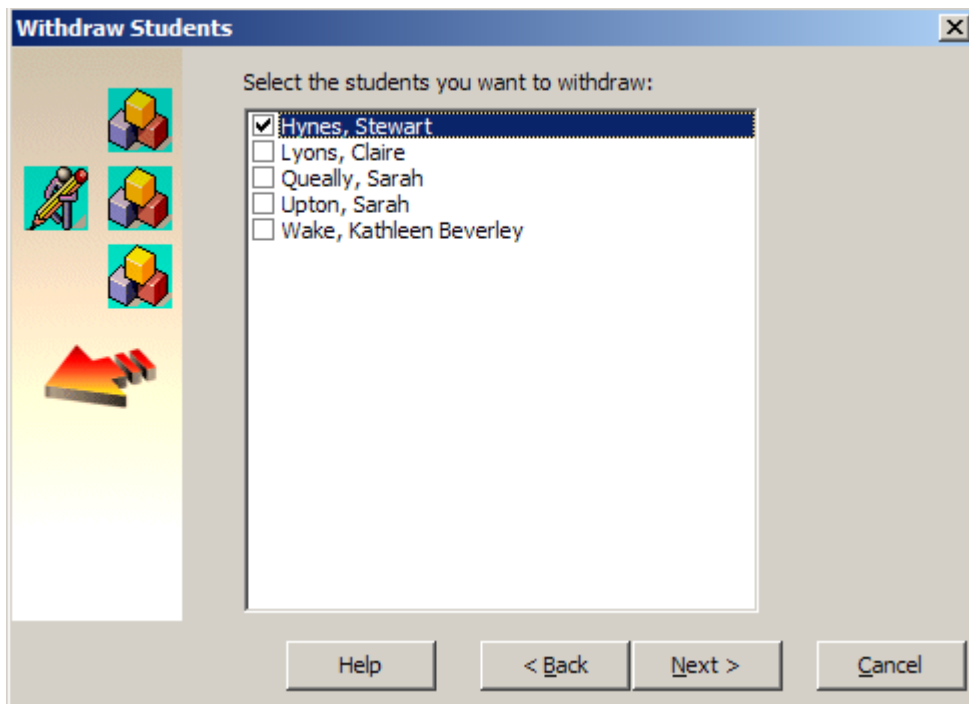 Withdraw Students
Select the students you want to withdraw:
Hynes, Stewart
Lyons, Claire
Queally, Sarah
Upton, Sarah
Wake, Kathleen Beverley
Help
< Back
Next >
Cancel